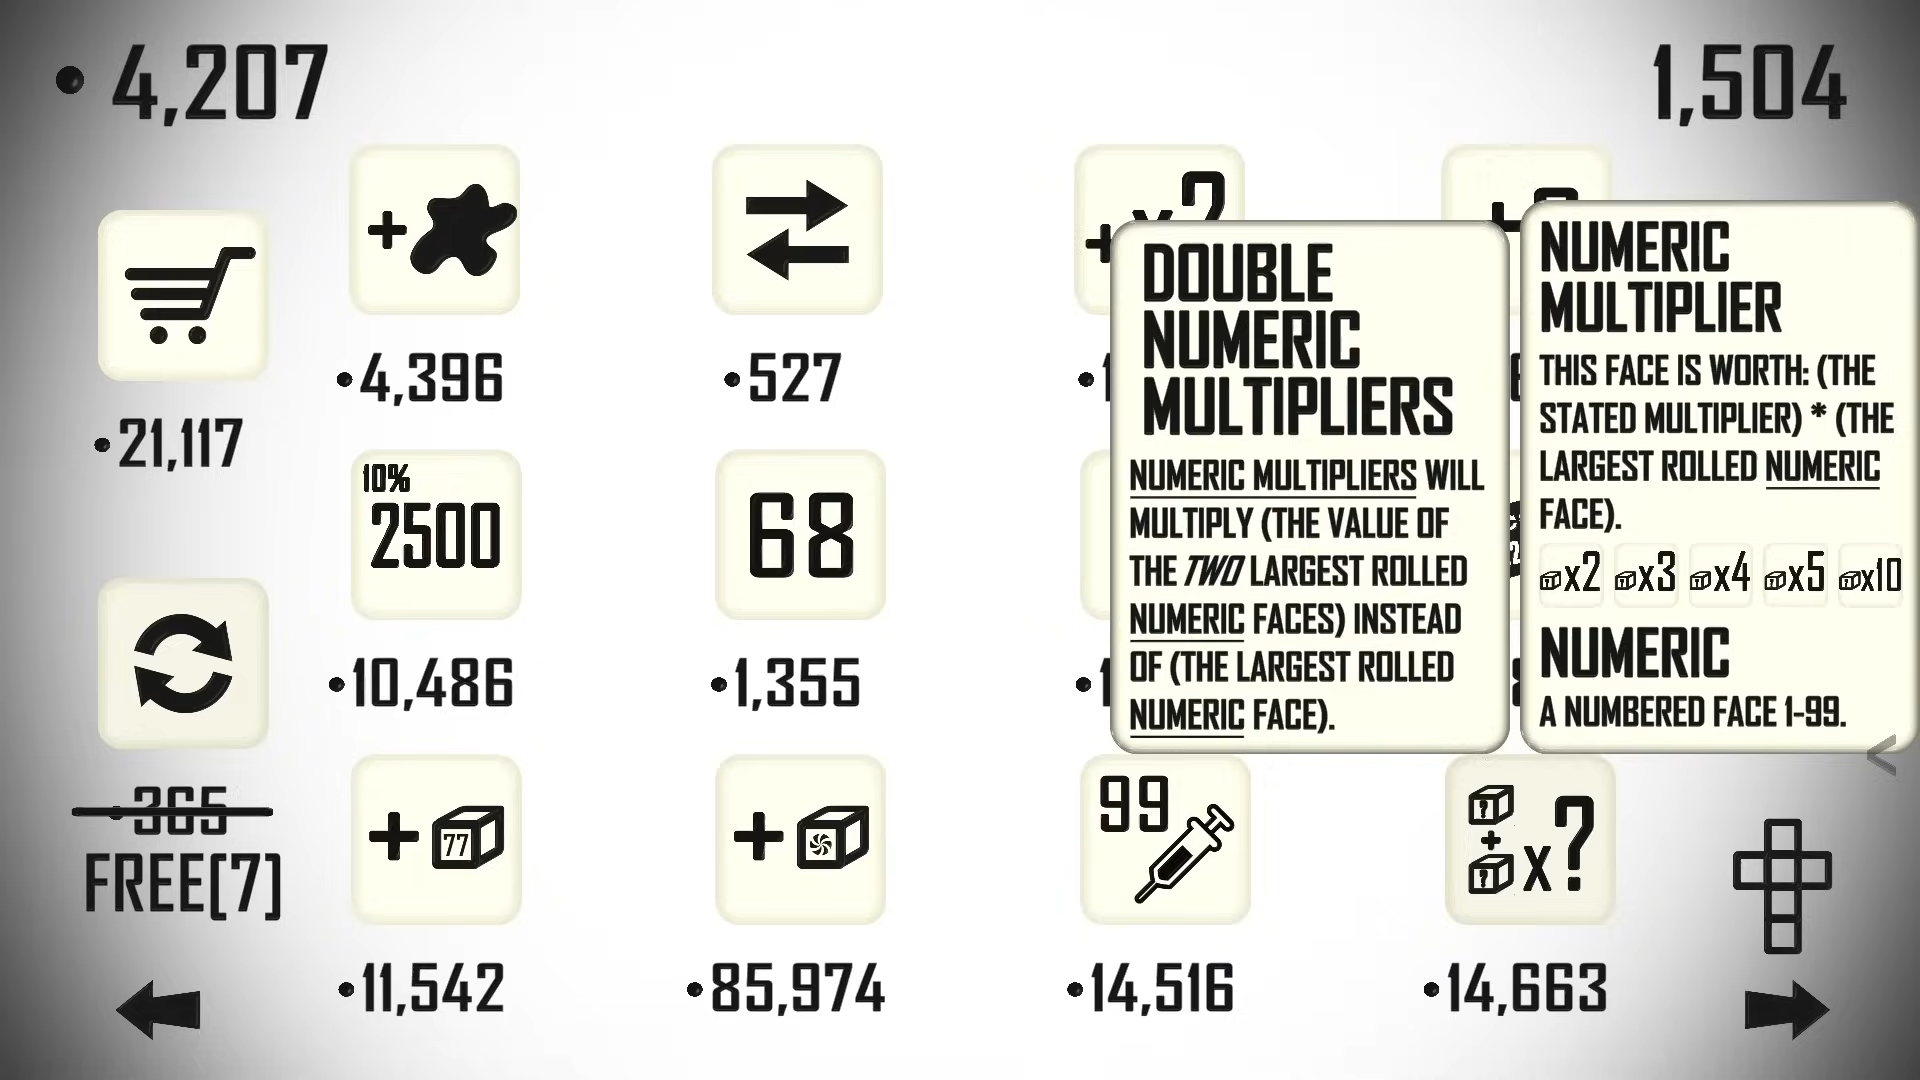 4,207
1,504
+
x?
+
21,117
4,396
527
10%
2500
68
10,486
1,355
DOUBLE
NUMERIC
MULTIPLIERS
NUMERIC MULTIPLIERS WILL
MULTIPLY (THE VALUE OF
THE TWO LARGEST ROLLED
NUMERIC FACES) INSTEAD
OF (THE LARGEST ROLLED
NUMERIC FACE).
NUMERIC
MULTIPLIER
THIS FACE IS WORTH: (THE
STATED MULTIPLIER) * (THE
LARGEST ROLLED NUMERIC
FACE).
x2 x3 x4 x5 x10
NUMERIC
A NUMBERED FACE 1-99.
365
FREE[7]
+ 77
+
99
? + ? x?
11,542
85,974
14,516
14,663